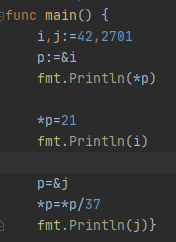 func main() {
    i,j:=42,2701
    p:=&i
    fmt.Println(*p)

    *p=21
    fmt.Println(i)

    p=&j
    *p=*p/37
    fmt.Println(j)}